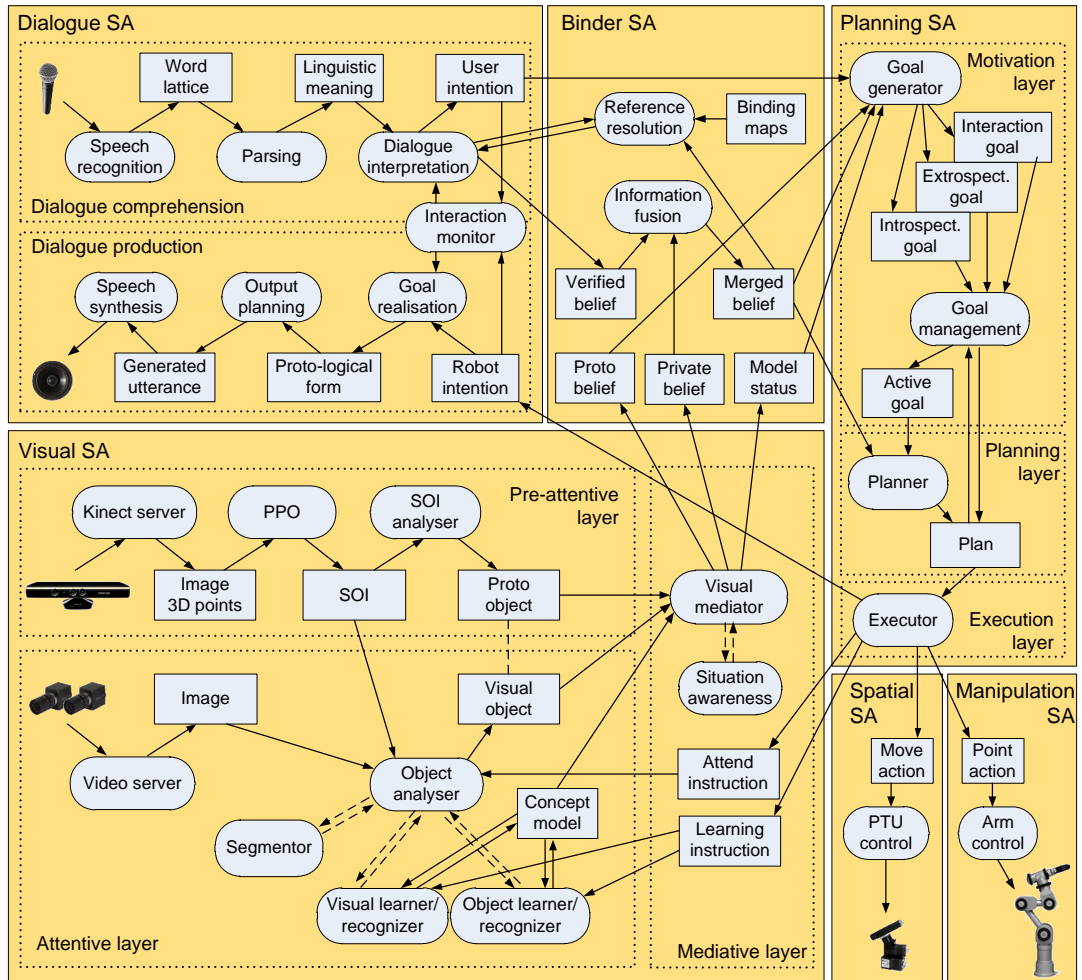 Dialogue SA
Word
lattice
Linguistic
meaning
User
intention
Speech
recognition
Parsing
Dialogue
interpretation
Dialogue comprehension
Interaction
monitor
Dialogue production
Speech
synthesis
Output
planning
Goal
realisation
Generated
utterance
Proto-logical
form
Robot
intention
Binder SA
Reference
resolution
Binding
maps
Information
fusion
Verified
belief
Merged
belief
Proto
belief
Private
belief
Model
status
Planning SA
Goal
generator
Motivation
layer
Interaction
goal
Extrospect.
goal
Introspect.
goal
Goal
management
Active
goal
Planning
layer
Planner
Plan
Executor
Execution
layer
Visual SA
Pre-attentive
layer
Kinect server
PPO
SOI
analyser
Image
3D points
SOI
Proto
object
Visual
mediator
Situation
awareness
Image
Visual
object
Video server
Object
analyser
Attend
instruction
Concept
model
Learning
instruction
Segmentor
Visual learner/
recognizer
Object learner/
recognizer
Attentive layer
Mediative layer
Spatial
SA
Move
action
PTU
control
Manipulation
SA
Point
action
Arm
control